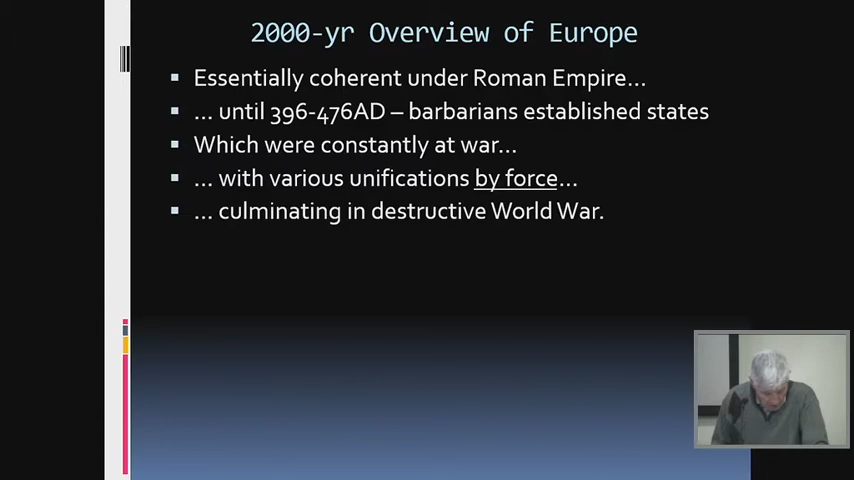 2000-yr Overview of Europe
Essentially coherent under Roman Empire…
… until 396-476AD – barbarians established states
Which were constantly at war…
… with various unifications by force…
… culminating in destructive World War.